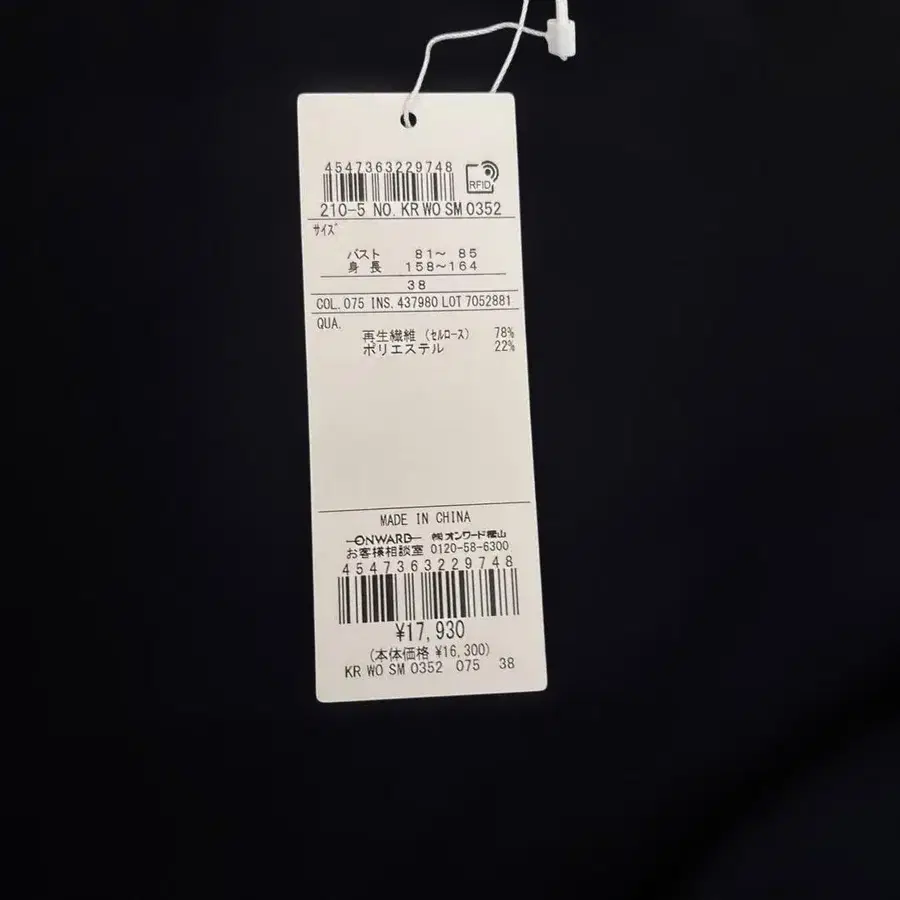 4547363229748
RFID
210-5 NO. KR WO SM 0352
サイズ
バスト 81～ 85
身 長 158～164
38
COL. 075 INS. 437980 LOT 7052881
QUA.
再生繊維 (セルロース) 78%
ポリエステル 22%
MADE IN CHINA
ONWARD ㈱オンワード樫山
お客様相談室 0120-58-6300
4547363229748
¥17,930
(本体価格 ¥16,300)
KR WO SM 0352 075 38